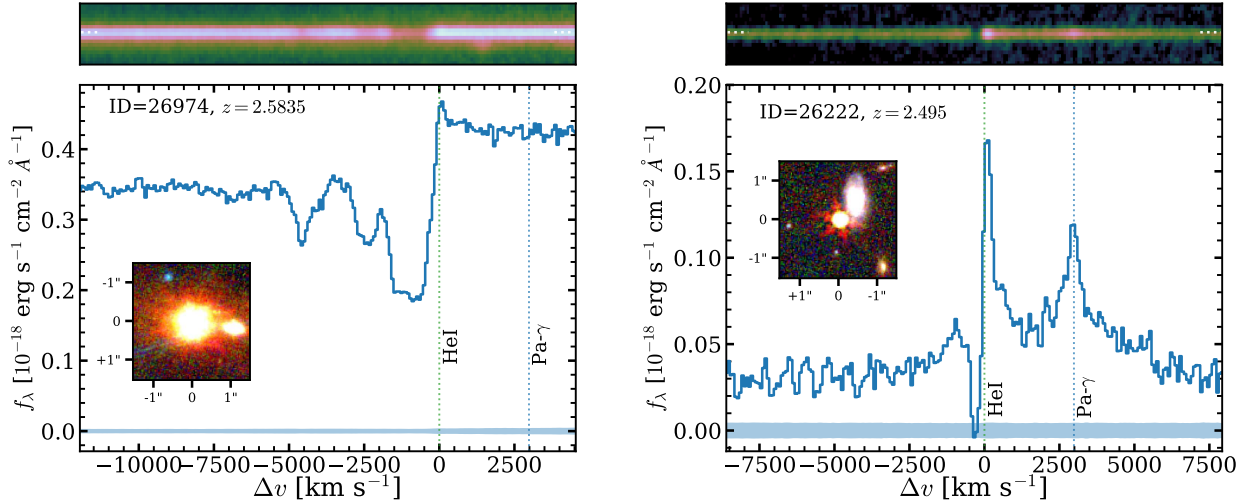 ID=26974, z = 2.5835
0.4
0.3
0.2
0.1
0.0
f_λ [10⁻¹⁸ erg s⁻¹ cm⁻² Å⁻¹]
-1"
0
+1"
-1" 0 1"
HeI
Pa-γ
−10000 −7500 −5000 −2500 0 2500
Δv [km s⁻¹]
ID=26222, z = 2.495
0.20
0.15
0.10
0.05
0.00
f_λ [10⁻¹⁸ erg s⁻¹ cm⁻² Å⁻¹]
1"
0
-1"
+1" 0 -1"
HeI
Pa-γ
−7500 −5000 −2500 0 2500 5000 7500
Δv [km s⁻¹]